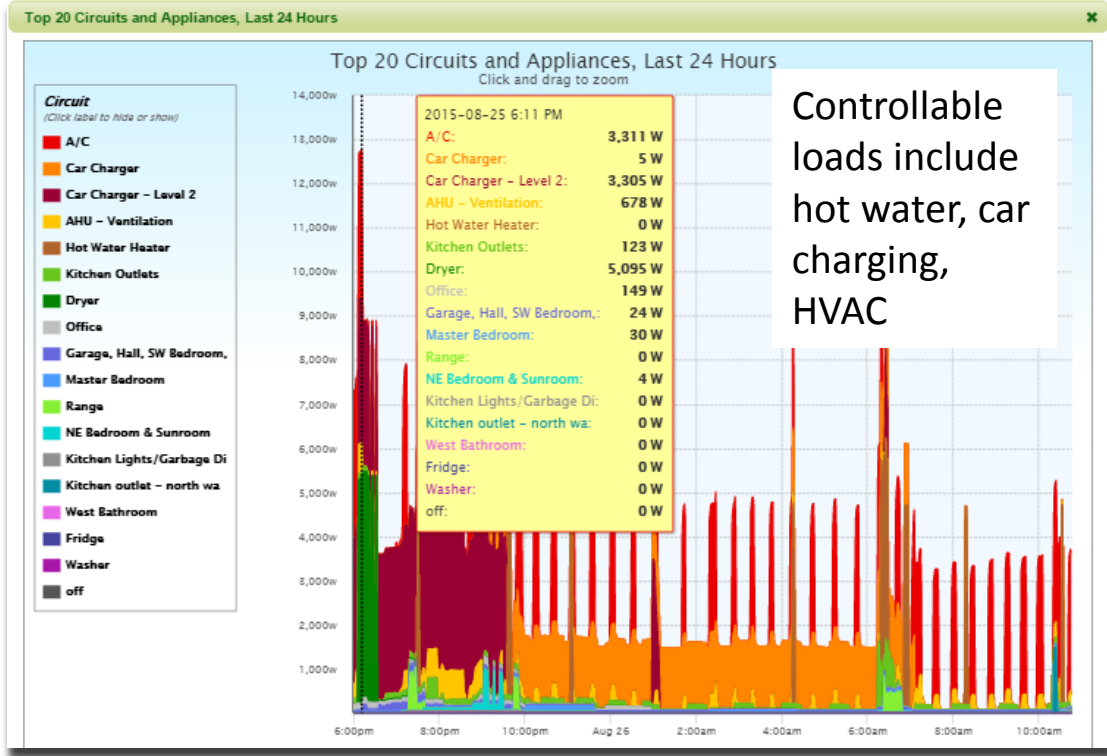 Top 20 Circuits and Appliances, Last 24 Hours
Top 20 Circuits and Appliances, Last 24 Hours
Click and drag to zoom
Circuit
(Click label to hide or show)
A/C
Car Charger
Car Charger – Level 2
AHU – Ventilation
Hot Water Heater
Kitchen Outlets
Dryer
Office
Garage, Hall, SW Bedroom,
Master Bedroom
Range
NE Bedroom & Sunroom
Kitchen Lights/Garbage Di
Kitchen outlet – north wa
West Bathroom
Fridge
Washer
off
14,000w
13,000w
12,000w
11,000w
10,000w
9,000w
8,000w
7,000w
6,000w
5,000w
4,000w
3,000w
2,000w
1,000w
2015-08-25 6:11 PM
A/C: 3,311 W
Car Charger: 5 W
Car Charger – Level 2: 3,305 W
AHU – Ventilation: 678 W
Hot Water Heater: 0 W
Kitchen Outlets: 123 W
Dryer: 5,095 W
Office: 149 W
Garage, Hall, SW Bedroom,: 24 W
Master Bedroom: 30 W
Range: 0 W
NE Bedroom & Sunroom: 4 W
Kitchen Lights/Garbage Di: 0 W
Kitchen outlet – north wa: 0 W
West Bathroom: 0 W
Fridge: 0 W
Washer: 0 W
off: 0 W
Controllable
loads include
hot water, car
charging,
HVAC
6:00pm 8:00pm 10:00pm Aug 26 2:00am 4:00am 6:00am 8:00am 10:00am